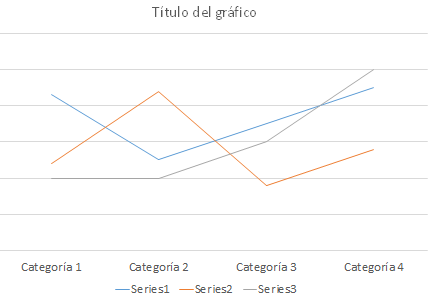 Título del gráfico
Categoría 1 Categoría 2 Categoría 3 Categoría 4
Series1 Series2 Series3